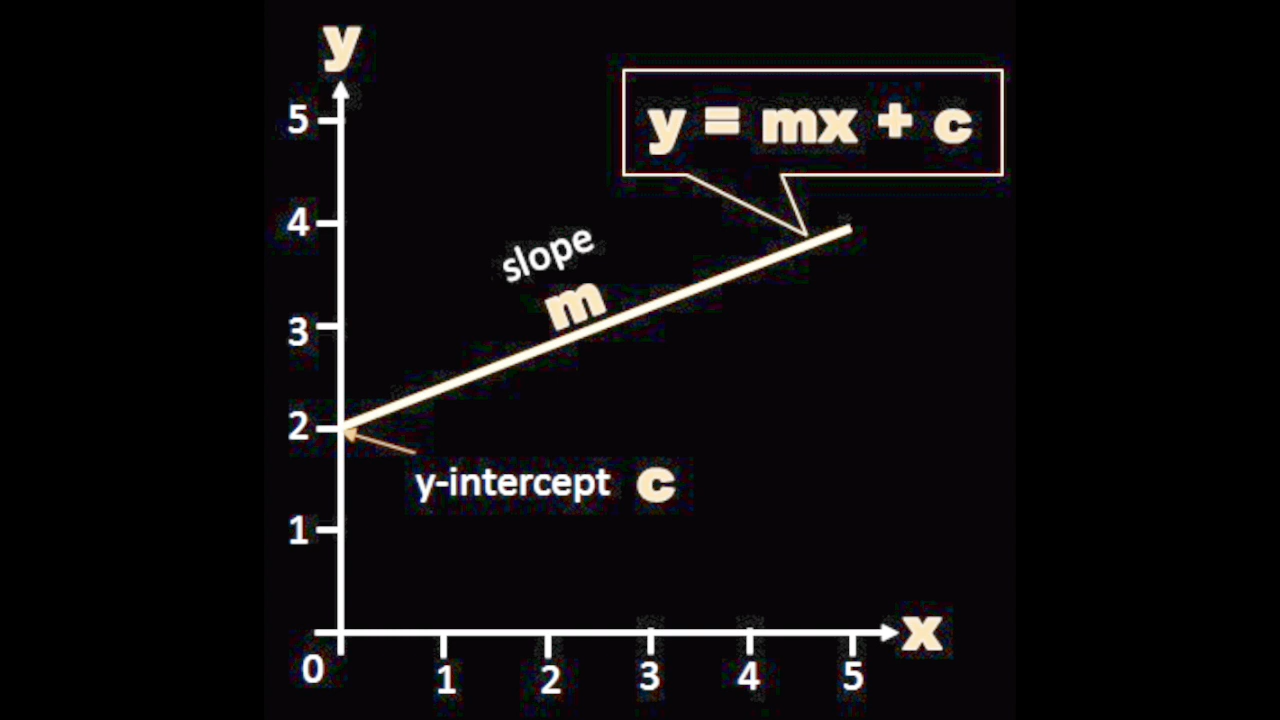 y
5
y = mx + c
4
slope
m
3
2
y-intercept c
1
x
0
1 2 3 4 5